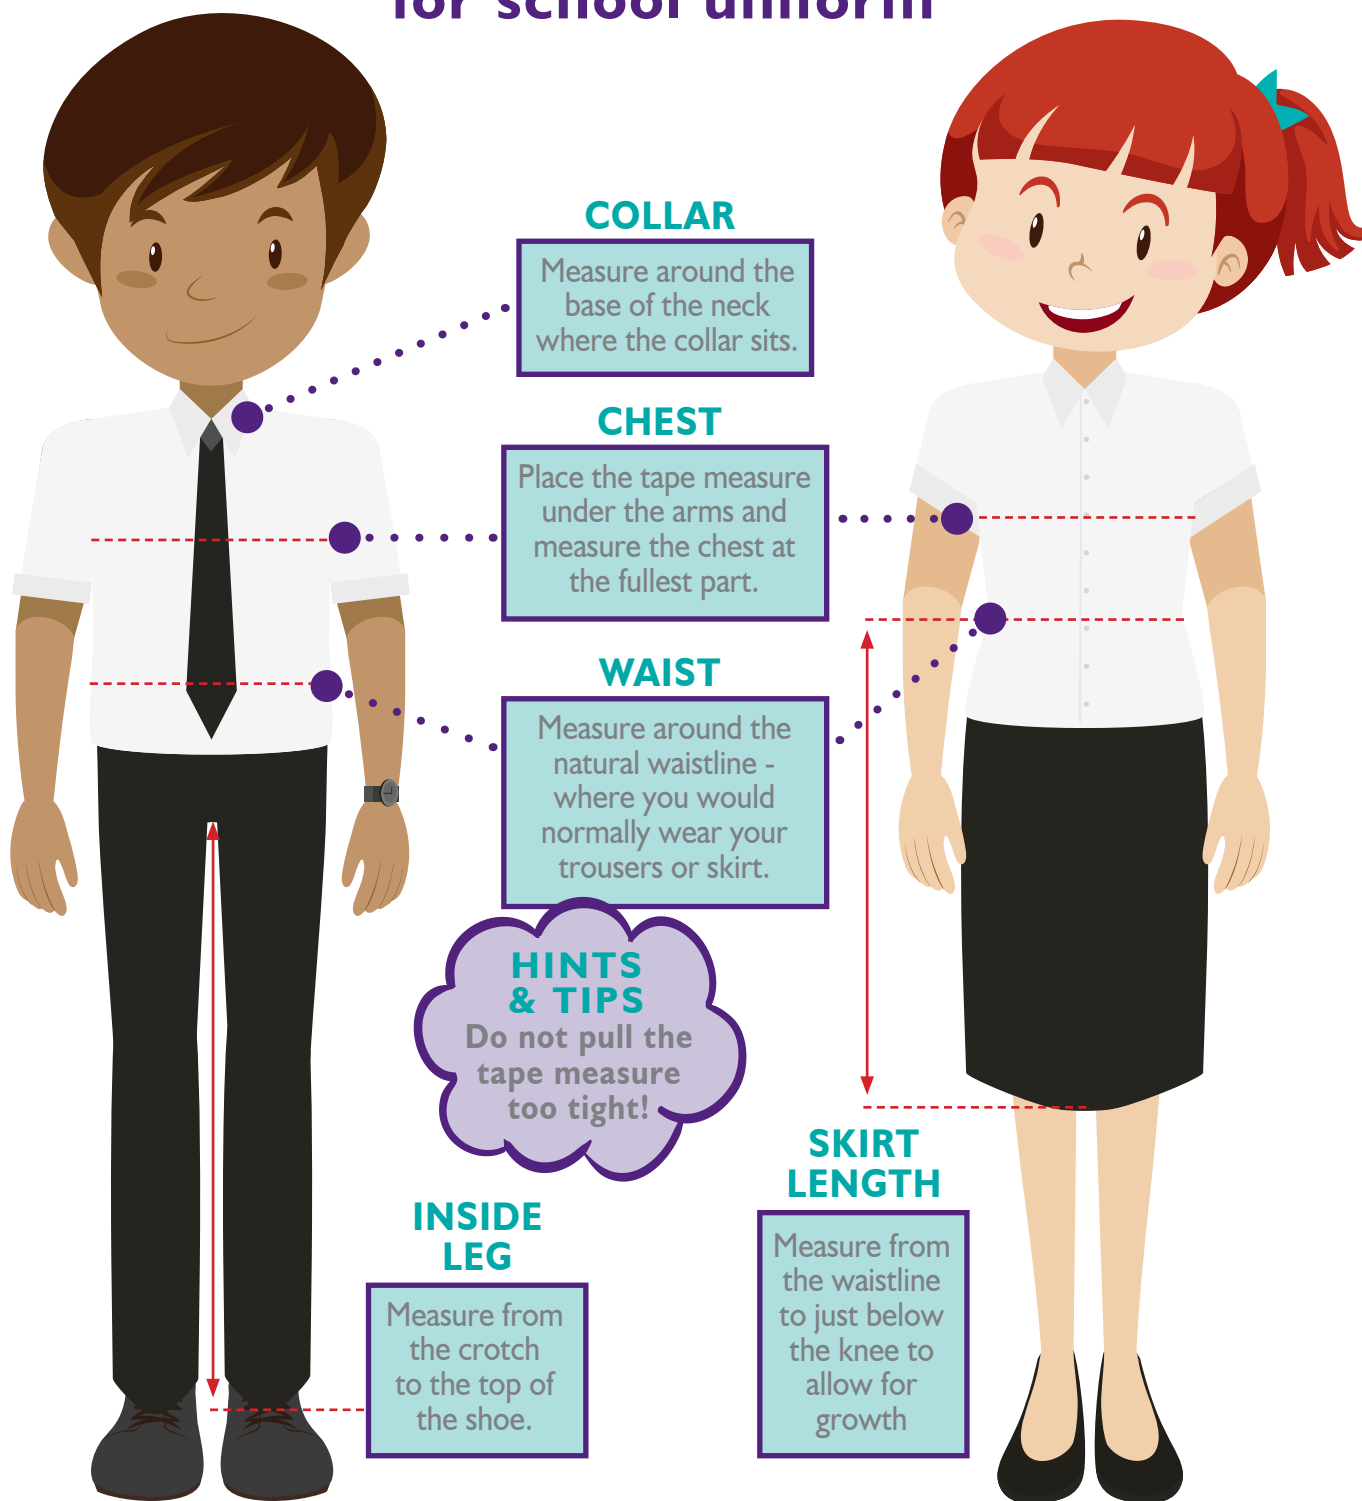 for school uniform
COLLAR
Measure around the
base of the neck
where the collar sits.
CHEST
Place the tape measure
under the arms and
measure the chest at
the fullest part.
WAIST
Measure around the
natural waistline -
where you would
normally wear your
trousers or skirt.
HINTS
& TIPS
Do not pull the
tape measure
too tight!
INSIDE
LEG
Measure from
the crotch
to the top of
the shoe.
SKIRT
LENGTH
Measure from
the waistline
to just below
the knee to
allow for
growth